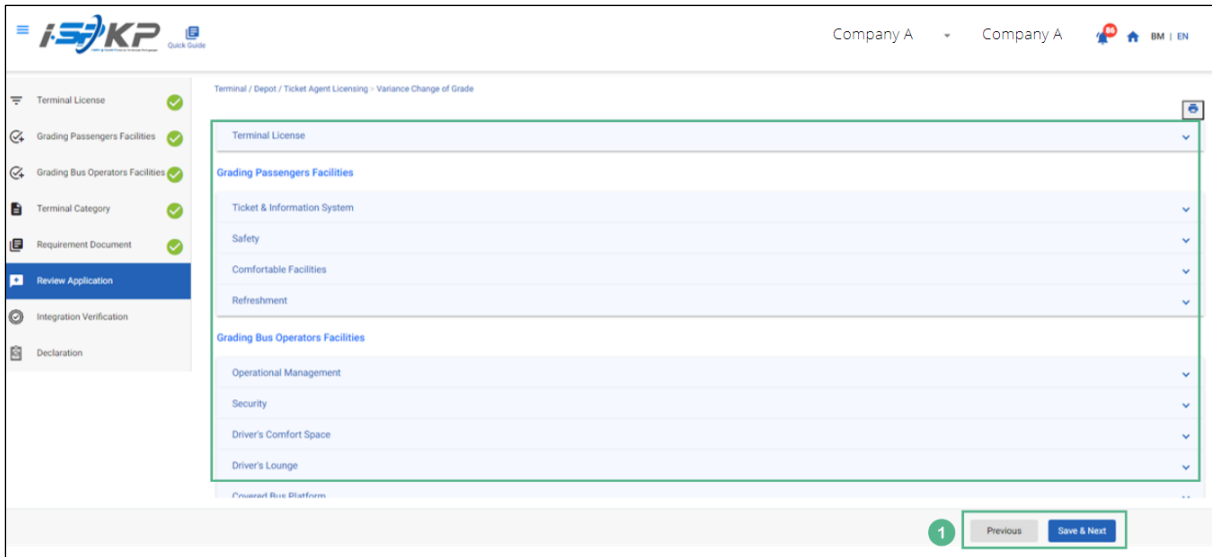 i-SPKP
Quick Guide
Company A
Company A
86
BM | EN
Terminal License
Grading Passengers Facilities
Grading Bus Operators Facilities
Terminal Category
Requirement Document
Review Application
Integration Verification
Declaration
Terminal / Depot / Ticket Agent Licensing > Variance Change of Grade
Terminal License
Grading Passengers Facilities
Ticket & Information System
Safety
Comfortable Facilities
Refreshment
Grading Bus Operators Facilities
Operational Management
Security
Driver's Comfort Space
Driver's Lounge
Covered Bus Platform
1
Previous
Save & Next